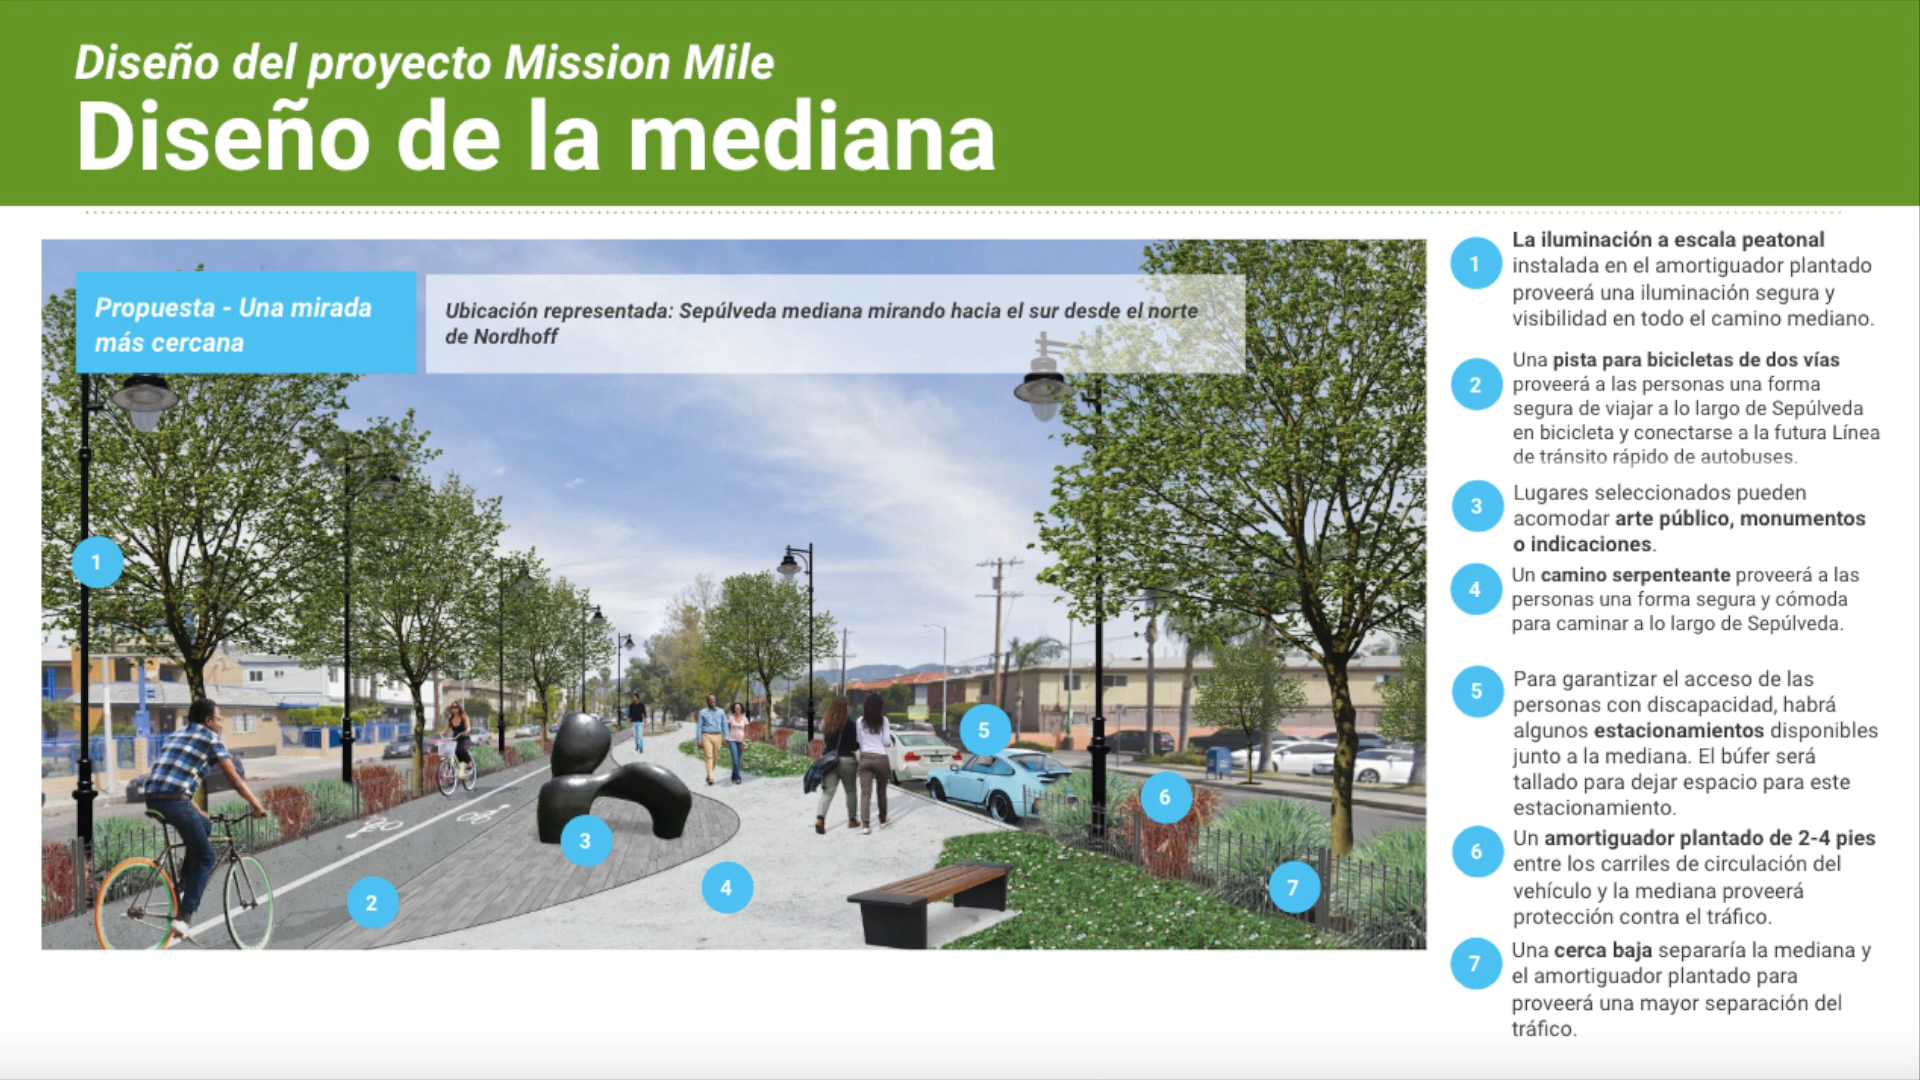 Diseño del proyecto Mission Mile
Diseño de la mediana
Propuesta - Una mirada
más cercana
Ubicación representada: Sepúlveda mediana mirando hacia el sur desde el norte
de Nordhoff
1
2
3
4
5
6
7
1
La iluminación a escala peatonal
instalada en el amortiguador plantado
proveerá una iluminación segura y
visibilidad en todo el camino mediano.
2
Una pista para bicicletas de dos vías
proveerá a las personas una forma
segura de viajar a lo largo de Sepúlveda
en bicicleta y conectarse a la futura Línea
de tránsito rápido de autobuses.
3
Lugares seleccionados pueden
acomodar arte público, monumentos
o indicaciones.
4
Un camino serpenteante proveerá a las
personas una forma segura y cómoda
para caminar a lo largo de Sepúlveda.
5
Para garantizar el acceso de las
personas con discapacidad, habrá
algunos estacionamientos disponibles
junto a la mediana. El búfer será
tallado para dejar espacio para este
estacionamiento.
6
Un amortiguador plantado de 2-4 pies
entre los carriles de circulación del
vehículo y la mediana proveerá
protección contra el tráfico.
7
Una cerca baja separaría la mediana y
el amortiguador plantado para
proveerá una mayor separación del
tráfico.